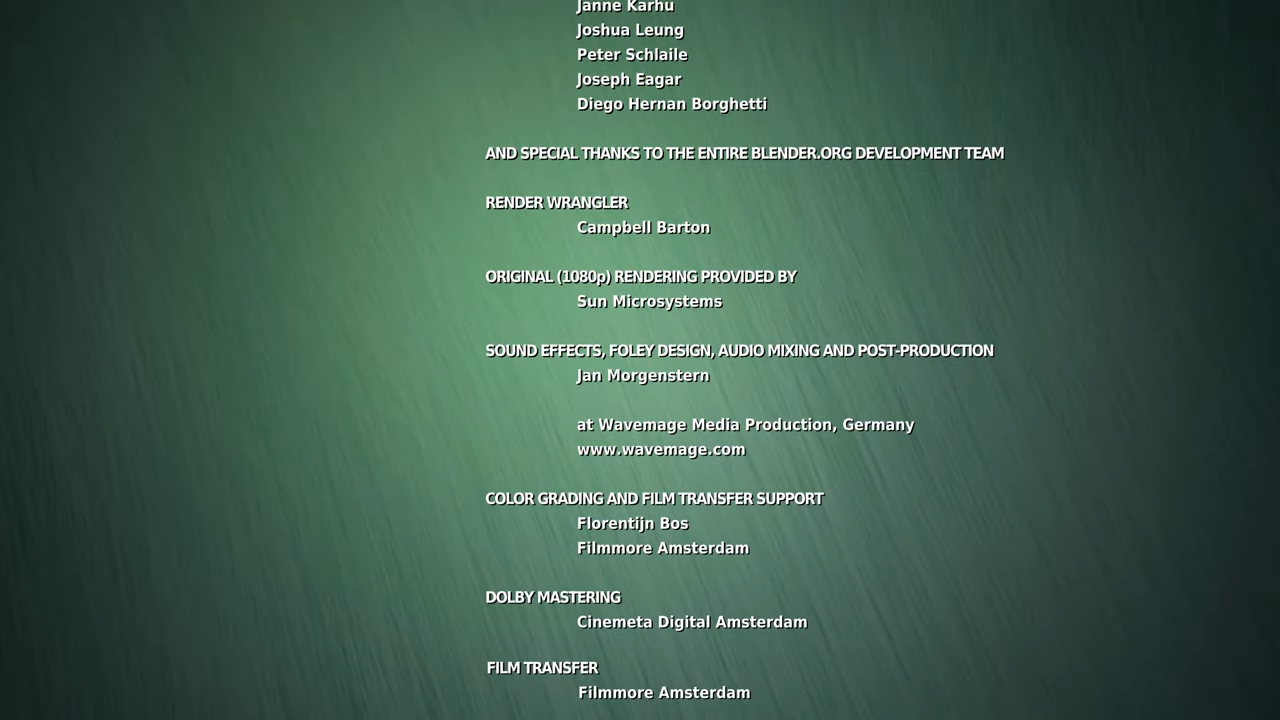 Janne Karhu
Joshua Leung
Peter Schlaile
Joseph Eagar
Diego Hernan Borghetti
AND SPECIAL THANKS TO THE ENTIRE BLENDER.ORG DEVELOPMENT TEAM
RENDER WRANGLER
Campbell Barton
ORIGINAL (1080p) RENDERING PROVIDED BY
Sun Microsystems
SOUND EFFECTS, FOLEY DESIGN, AUDIO MIXING AND POST-PRODUCTION
Jan Morgenstern
at Wavemage Media Production, Germany
www.wavemage.com
COLOR GRADING AND FILM TRANSFER SUPPORT
Florentijn Bos
Filmmore Amsterdam
DOLBY MASTERING
Cinemeta Digital Amsterdam
FILM TRANSFER
Filmmore Amsterdam